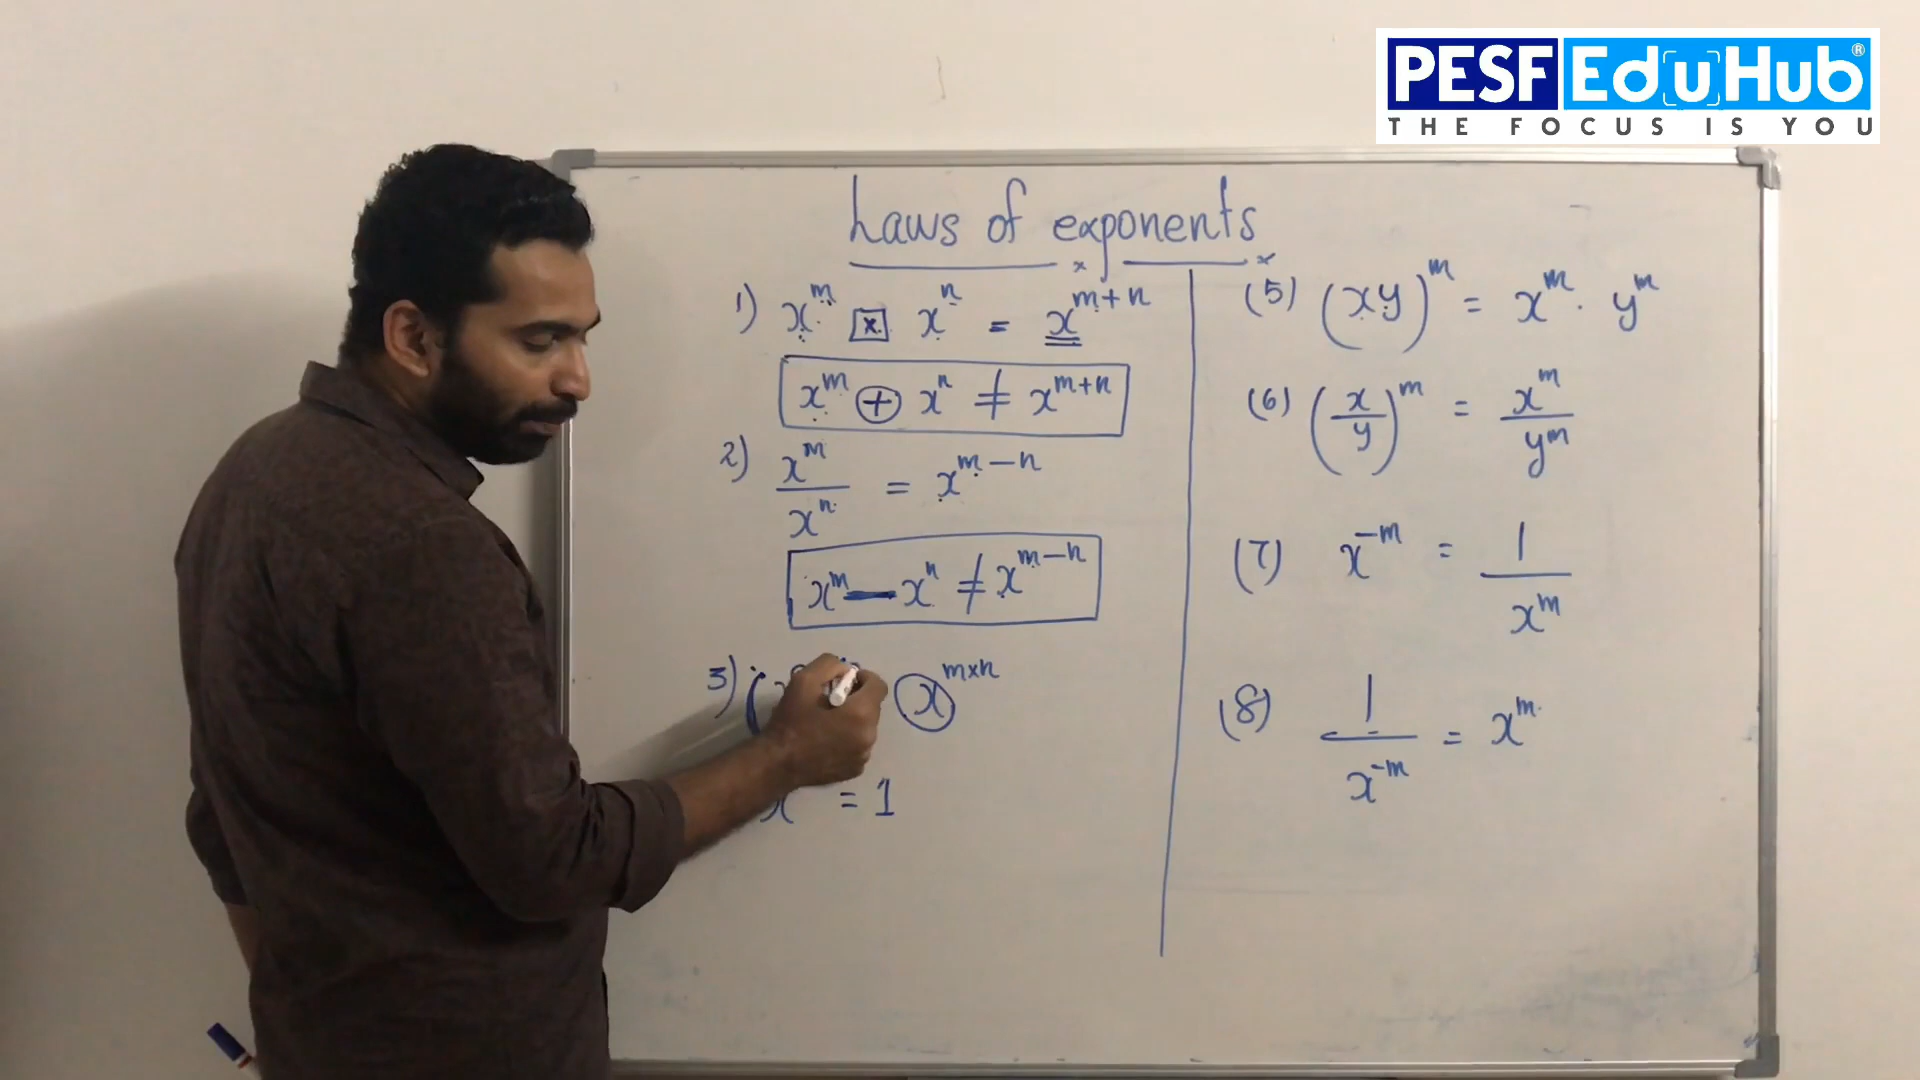 PESF EduHub®
THE FOCUS IS YOU
Laws of exponents
1) x^m × x^n = x^{m+n}
x^m + x^n ≠ x^{m+n}
2) x^m / x^n = x^{m-n}
x^m - x^n ≠ x^{m-n}
3) ( x^{m×n}
x = 1
(5) (xy)^m = x^m · y^m
(6) (x/y)^m = x^m / y^m
(7) x^{-m} = 1 / x^m
(8) 1 / x^{-m} = x^m